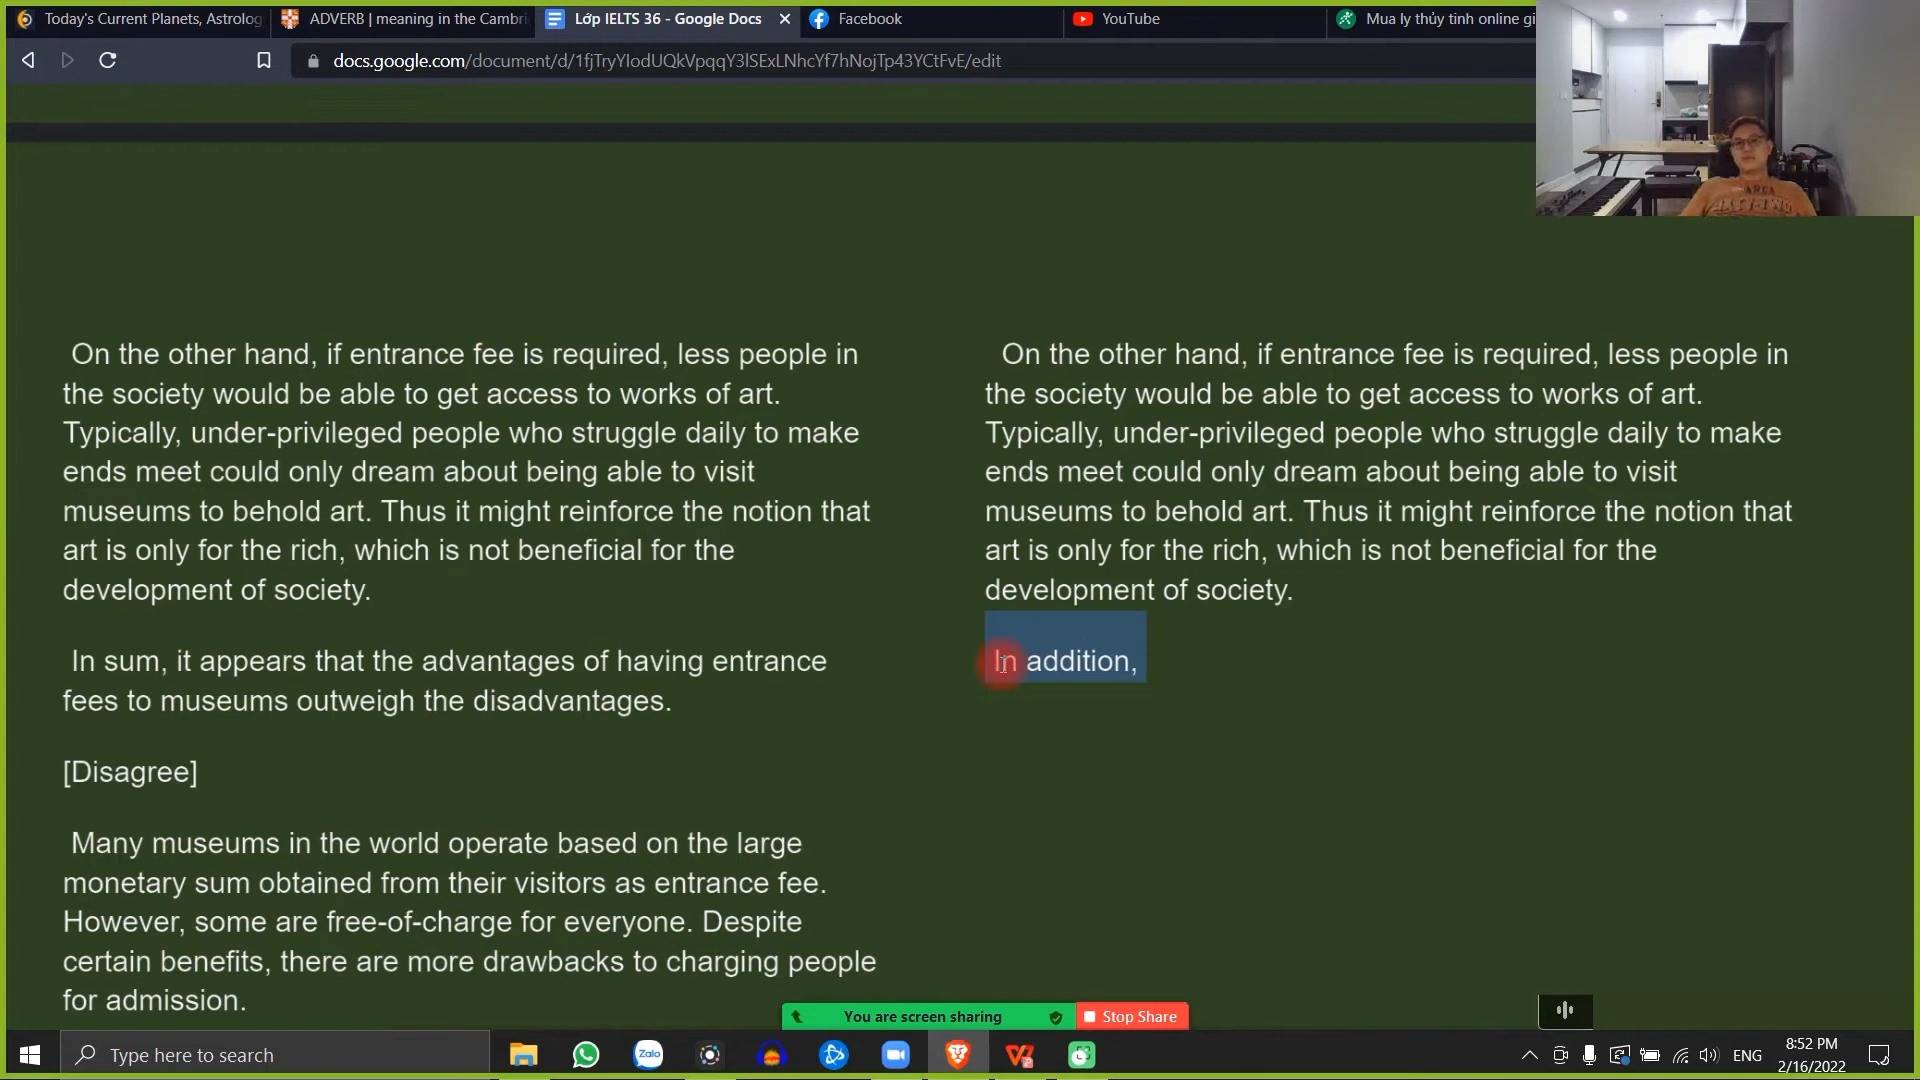 Today's Current Planets, Astrolog
ADVERB | meaning in the Cambri
Lớp IELTS 36 - Google Docs
Facebook
YouTube
Mua ly thủy tinh online gi
docs.google.com/document/d/1fjTryYIodUQkVpqqY3lSExLNhcYf7hNojTp43YCtFvE/edit
On the other hand, if entrance fee is required, less people in
the society would be able to get access to works of art.
Typically, under-privileged people who struggle daily to make
ends meet could only dream about being able to visit
museums to behold art. Thus it might reinforce the notion that
art is only for the rich, which is not beneficial for the
development of society.
In sum, it appears that the advantages of having entrance
fees to museums outweigh the disadvantages.
[Disagree]
Many museums in the world operate based on the large
monetary sum obtained from their visitors as entrance fee.
However, some are free-of-charge for everyone. Despite
certain benefits, there are more drawbacks to charging people
for admission.
On the other hand, if entrance fee is required, less people in
the society would be able to get access to works of art.
Typically, under-privileged people who struggle daily to make
ends meet could only dream about being able to visit
museums to behold art. Thus it might reinforce the notion that
art is only for the rich, which is not beneficial for the
development of society.
In addition,
You are screen sharing
Stop Share
Type here to search
Zalo
ENG
8:52 PM
2/16/2022